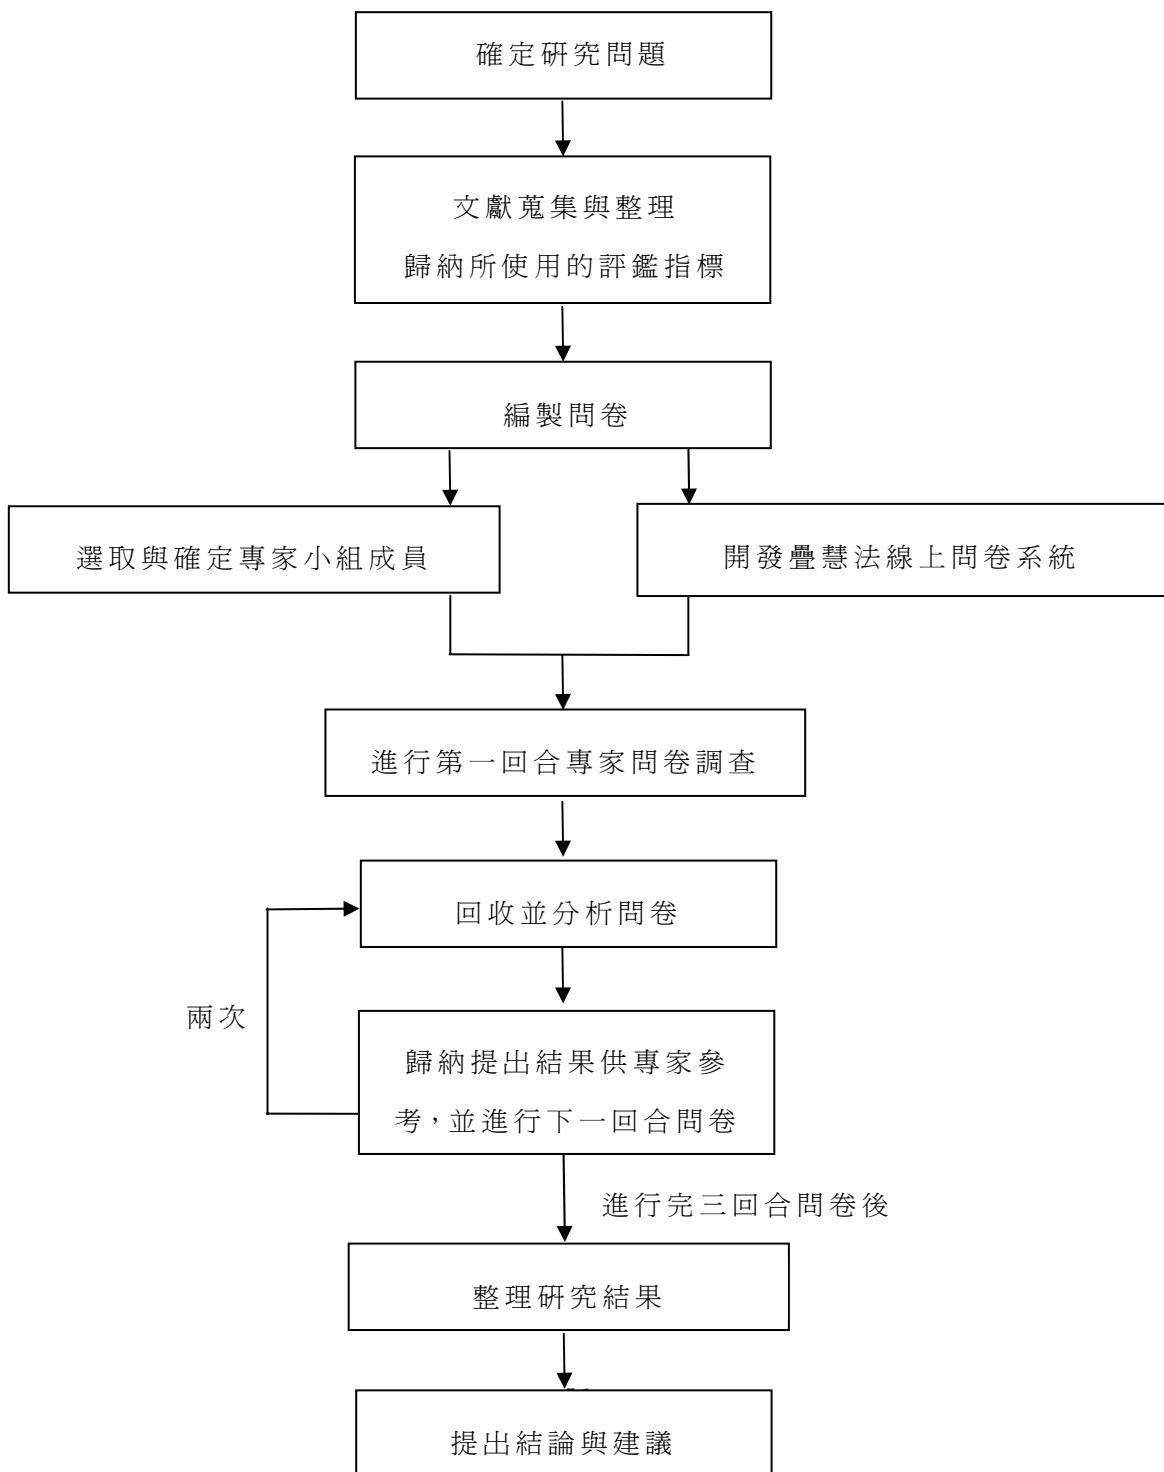 確定研究問題
文獻蒐集與整理
歸納所使用的評鑑指標
編製問卷
選取與確定專家小組成員
開發疊慧法線上問卷系統
進行第一回合專家問卷調查
回收並分析問卷
兩次
歸納提出結果供專家參
考，並進行下一回合問卷
進行完三回合問卷後
整理研究結果
提出結論與建議